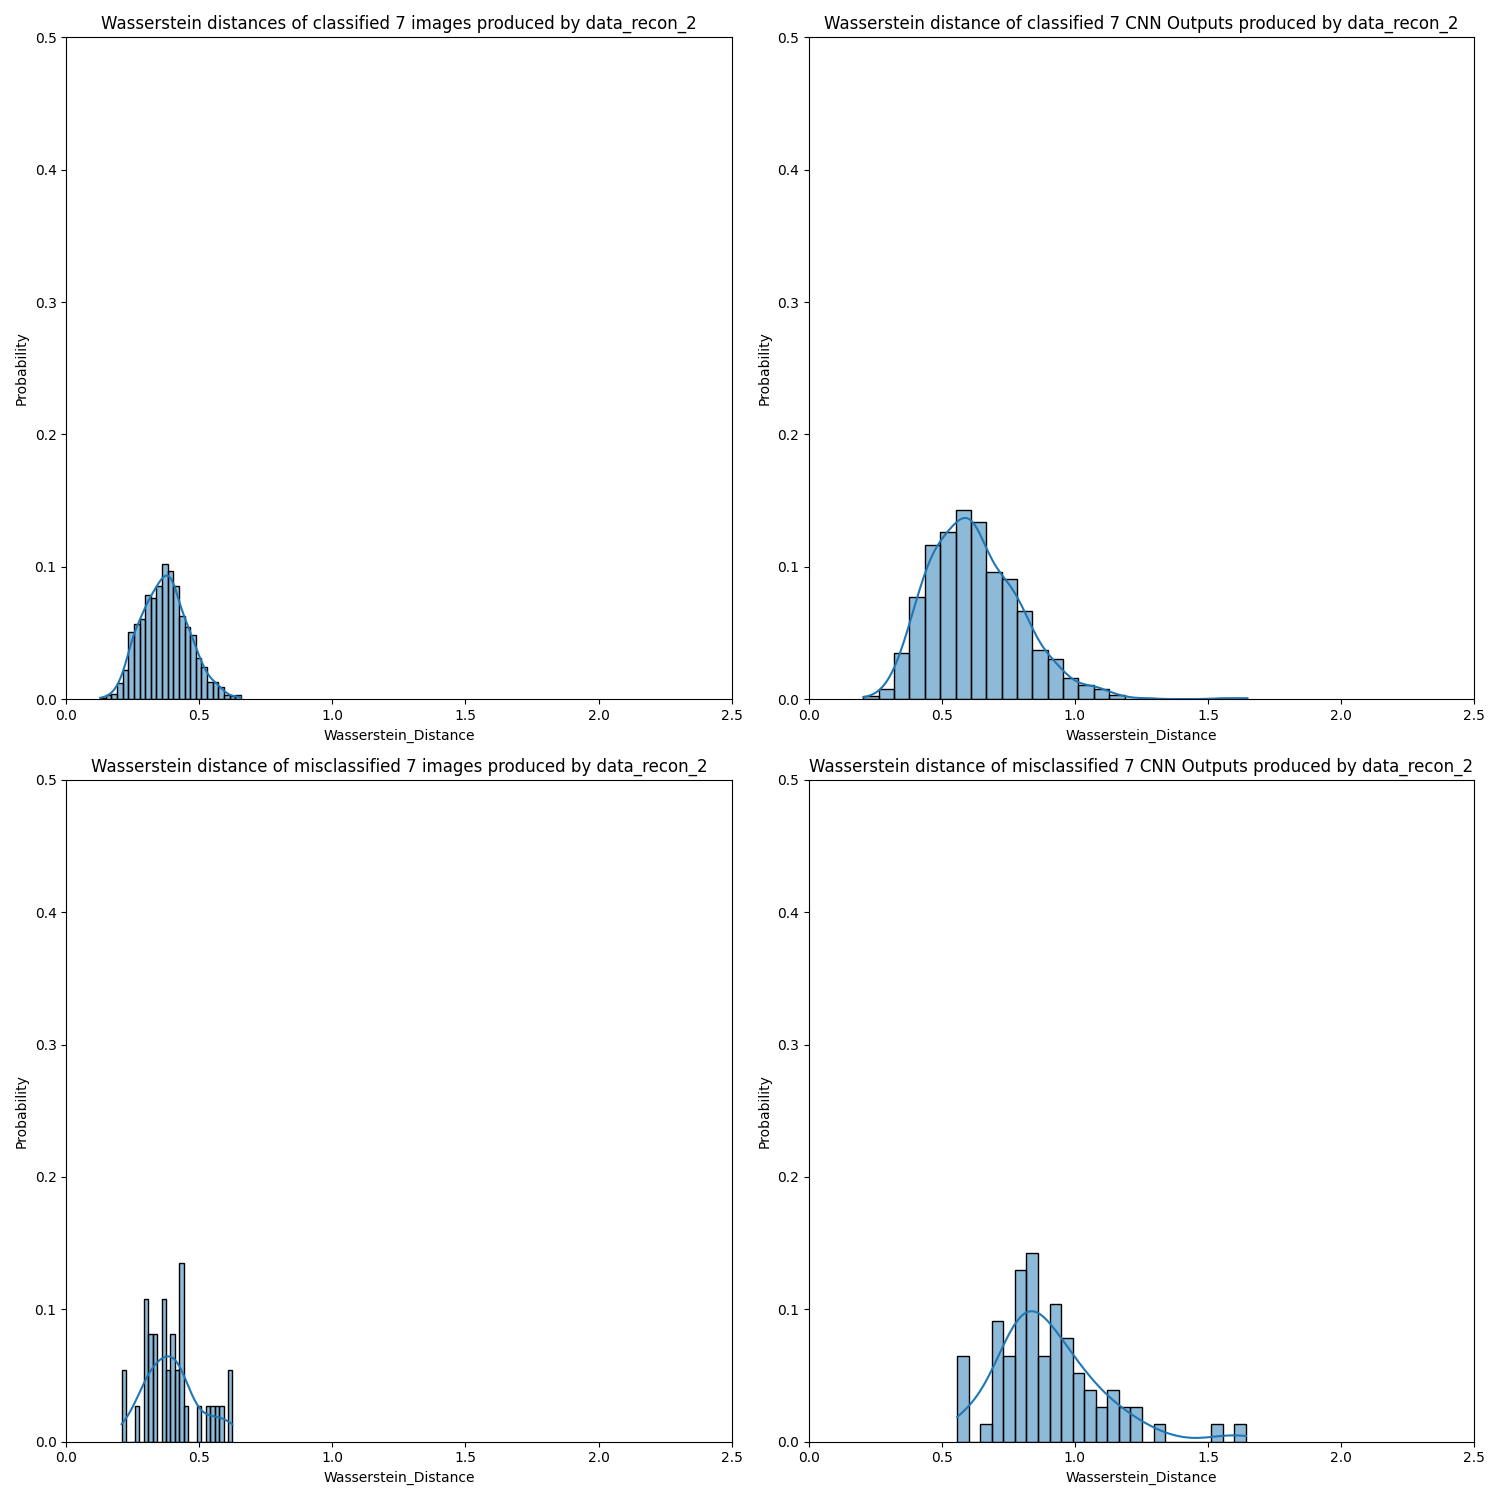 Wasserstein distances of classified 7 images produced by data_recon_2
0.5
0.4
0.3
0.2
0.1
0.0
Probability
0.0 0.5 1.0 1.5 2.0 2.5
Wasserstein_Distance
Wasserstein distance of classified 7 CNN Outputs produced by data_recon_2
0.5
0.4
0.3
0.2
0.1
0.0
Probability
0.0 0.5 1.0 1.5 2.0 2.5
Wasserstein_Distance
Wasserstein distance of misclassified 7 images produced by data_recon_2
0.5
0.4
0.3
0.2
0.1
0.0
Probability
0.0 0.5 1.0 1.5 2.0 2.5
Wasserstein_Distance
Wasserstein distance of misclassified 7 CNN Outputs produced by data_recon_2
0.5
0.4
0.3
0.2
0.1
0.0
Probability
0.0 0.5 1.0 1.5 2.0 2.5
Wasserstein_Distance